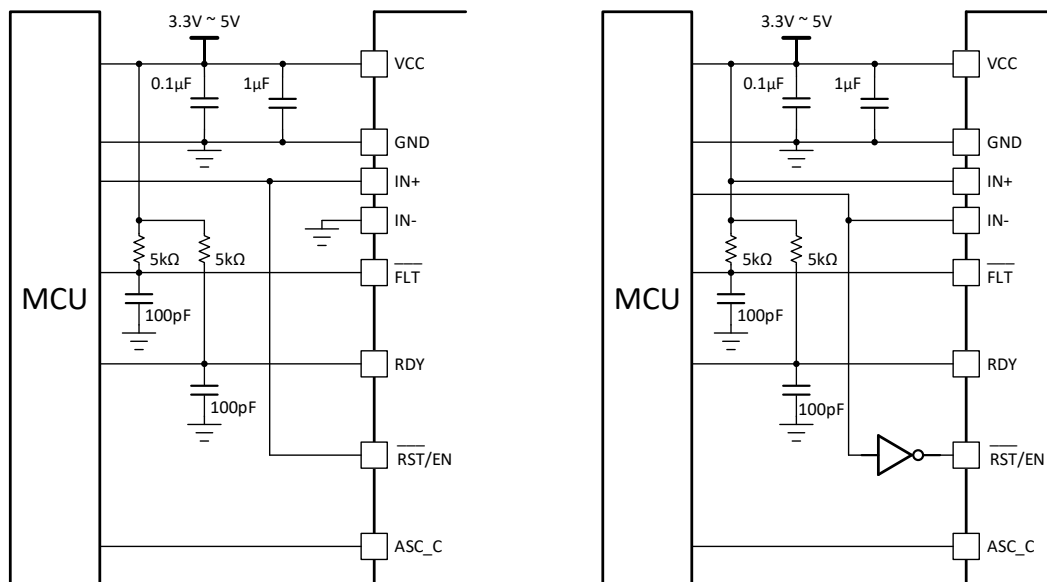 3.3V ~ 5V
VCC
0.1µF
1µF
GND
IN+
IN-
5kΩ
5kΩ
FLT
MCU
100pF
RDY
100pF
RST/EN
ASC_C
3.3V ~ 5V
VCC
0.1µF
1µF
GND
IN+
IN-
5kΩ
5kΩ
FLT
MCU
100pF
RDY
100pF
RST/EN
ASC_C